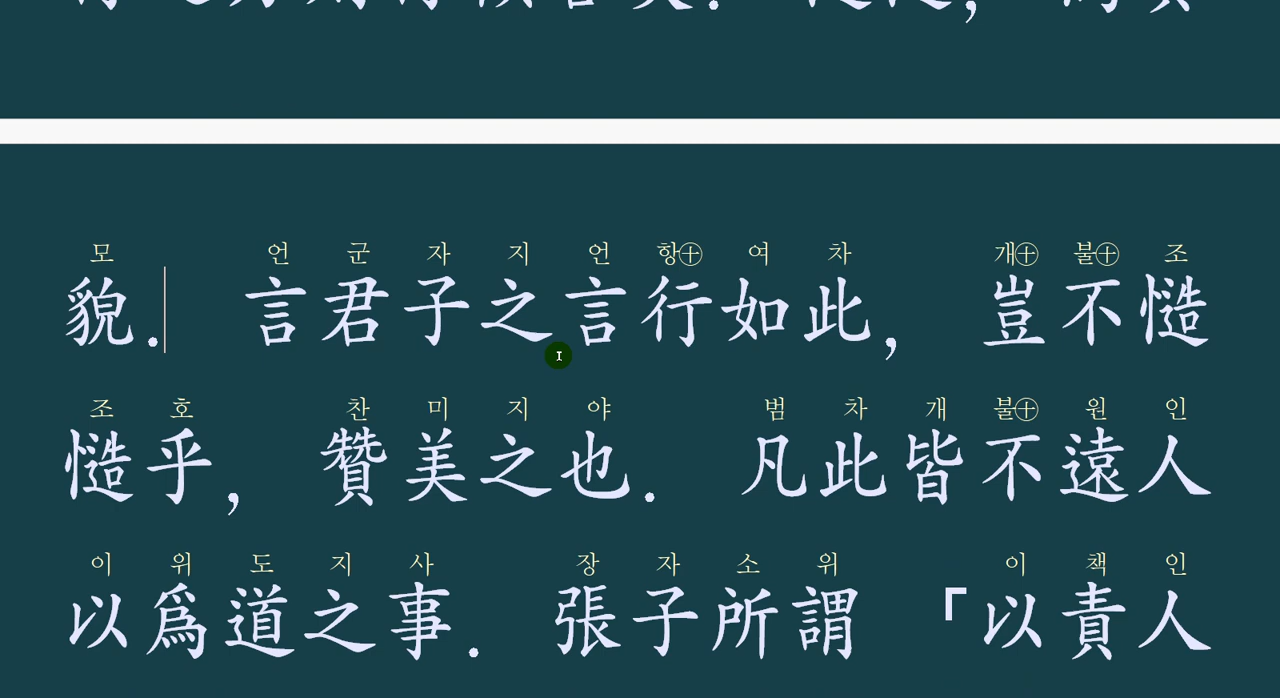 모 언 군 자 지 언 항㊉ 여 차 개㊉ 불㊉ 조
貌. 言君子之言行如此, 豈不慥
조 호 찬 미 지 야 범 차 개 불㊉ 원 인
慥乎, 贊美之也. 凡此皆不遠人
이 위 도 지 사 장 자 소 위 이 책 인
以爲道之事. 張子所謂 「以責人